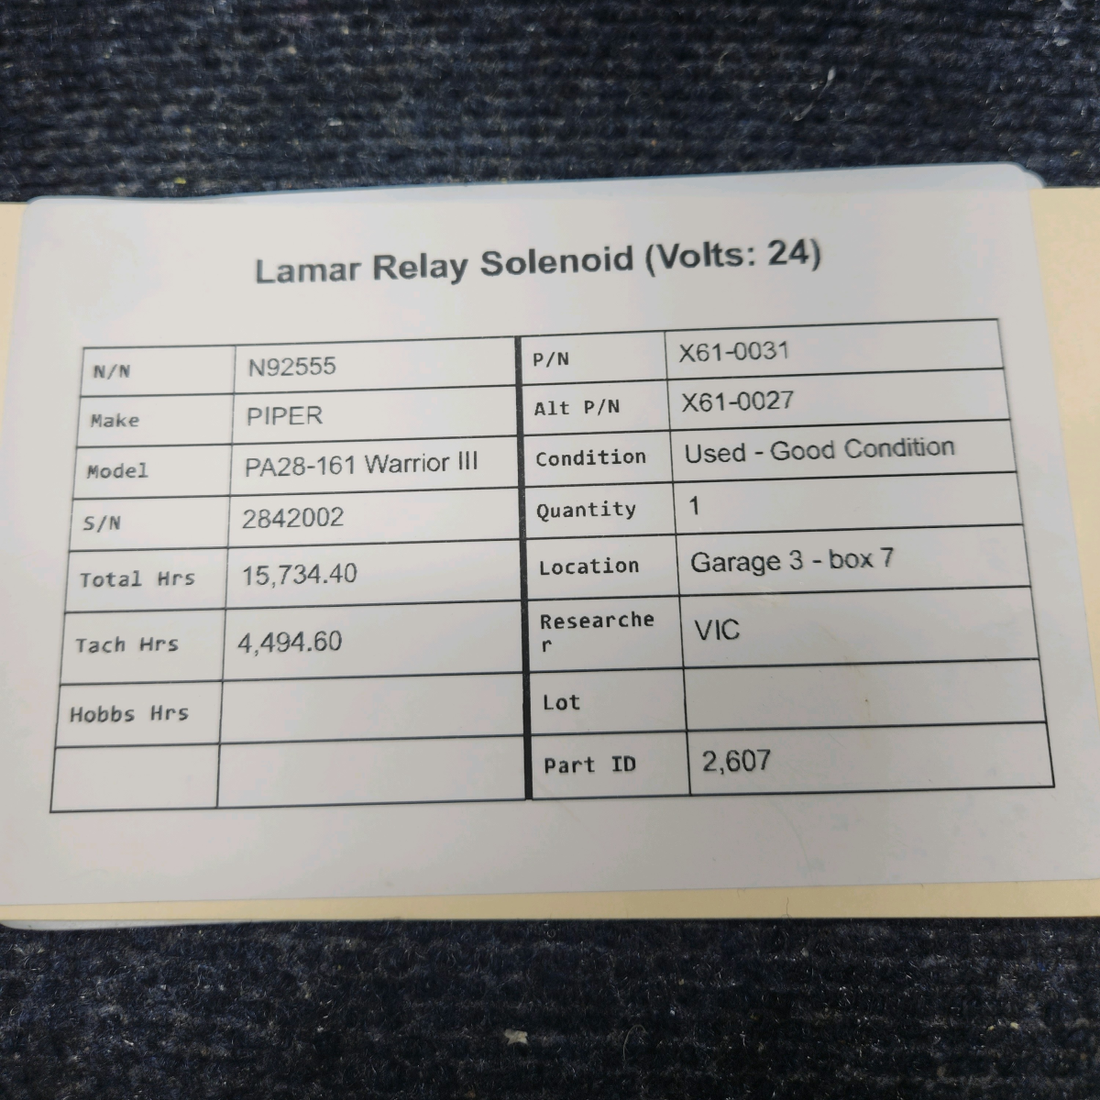 Lamar Relay Solenoid (Volts: 24)
N/N N92555 P/N X61-0031
Make PIPER Alt P/N X61-0027
Model PA28-161 Warrior III Condition Used - Good Condition
S/N 2842002 Quantity 1
Total Hrs 15,734.40 Location Garage 3 - box 7
Tach Hrs 4,494.60 Researche
r VIC
Hobbs Hrs Lot
Part ID 2,607